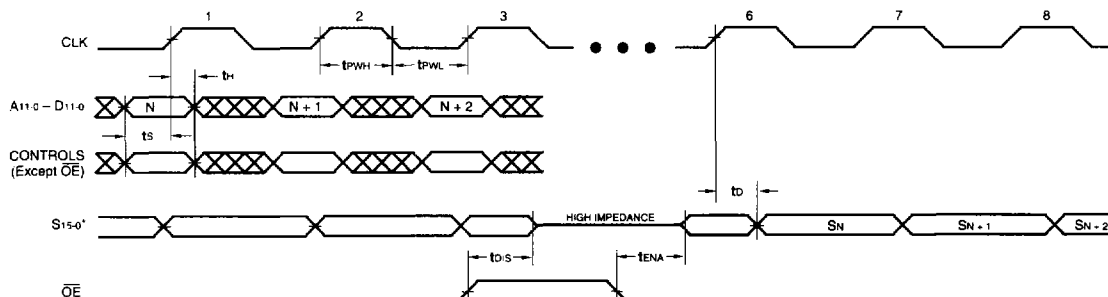 1 2 3 6 7 8
CLK
tPWH tPWL
tH
A11-0 – D11-0
N N + 1 N + 2
tS
CONTROLS
(Except OE)
tD
S15-0*
HIGH IMPEDANCE
SN SN + 1 SN + 2
tDIS tENA
OE